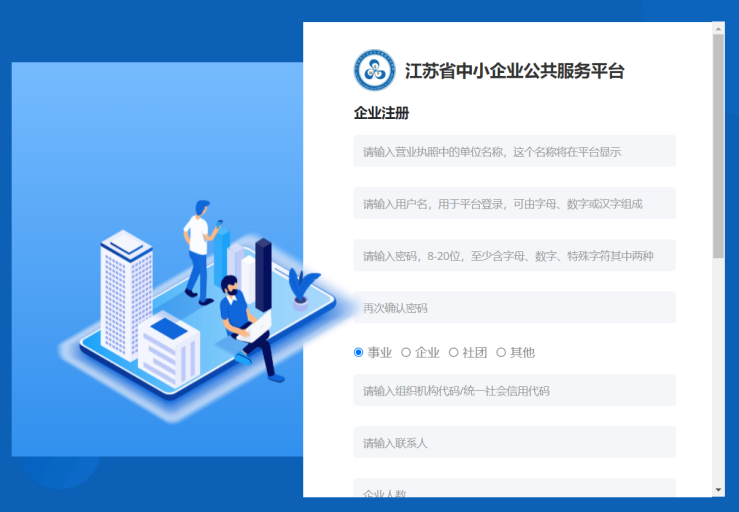 江苏省中小企业公共服务平台
企业注册
请输入营业执照中的单位名称，这个名称将在平台显示
请输入用户名，用于平台登录，可由字母、数字或汉字组成
请输入密码，8-20位，至少含字母、数字、特殊字符其中两种
再次确认密码
事业 企业 社团 其他
请输入组织机构代码/统一社会信用代码
请输入联系人
企业人数